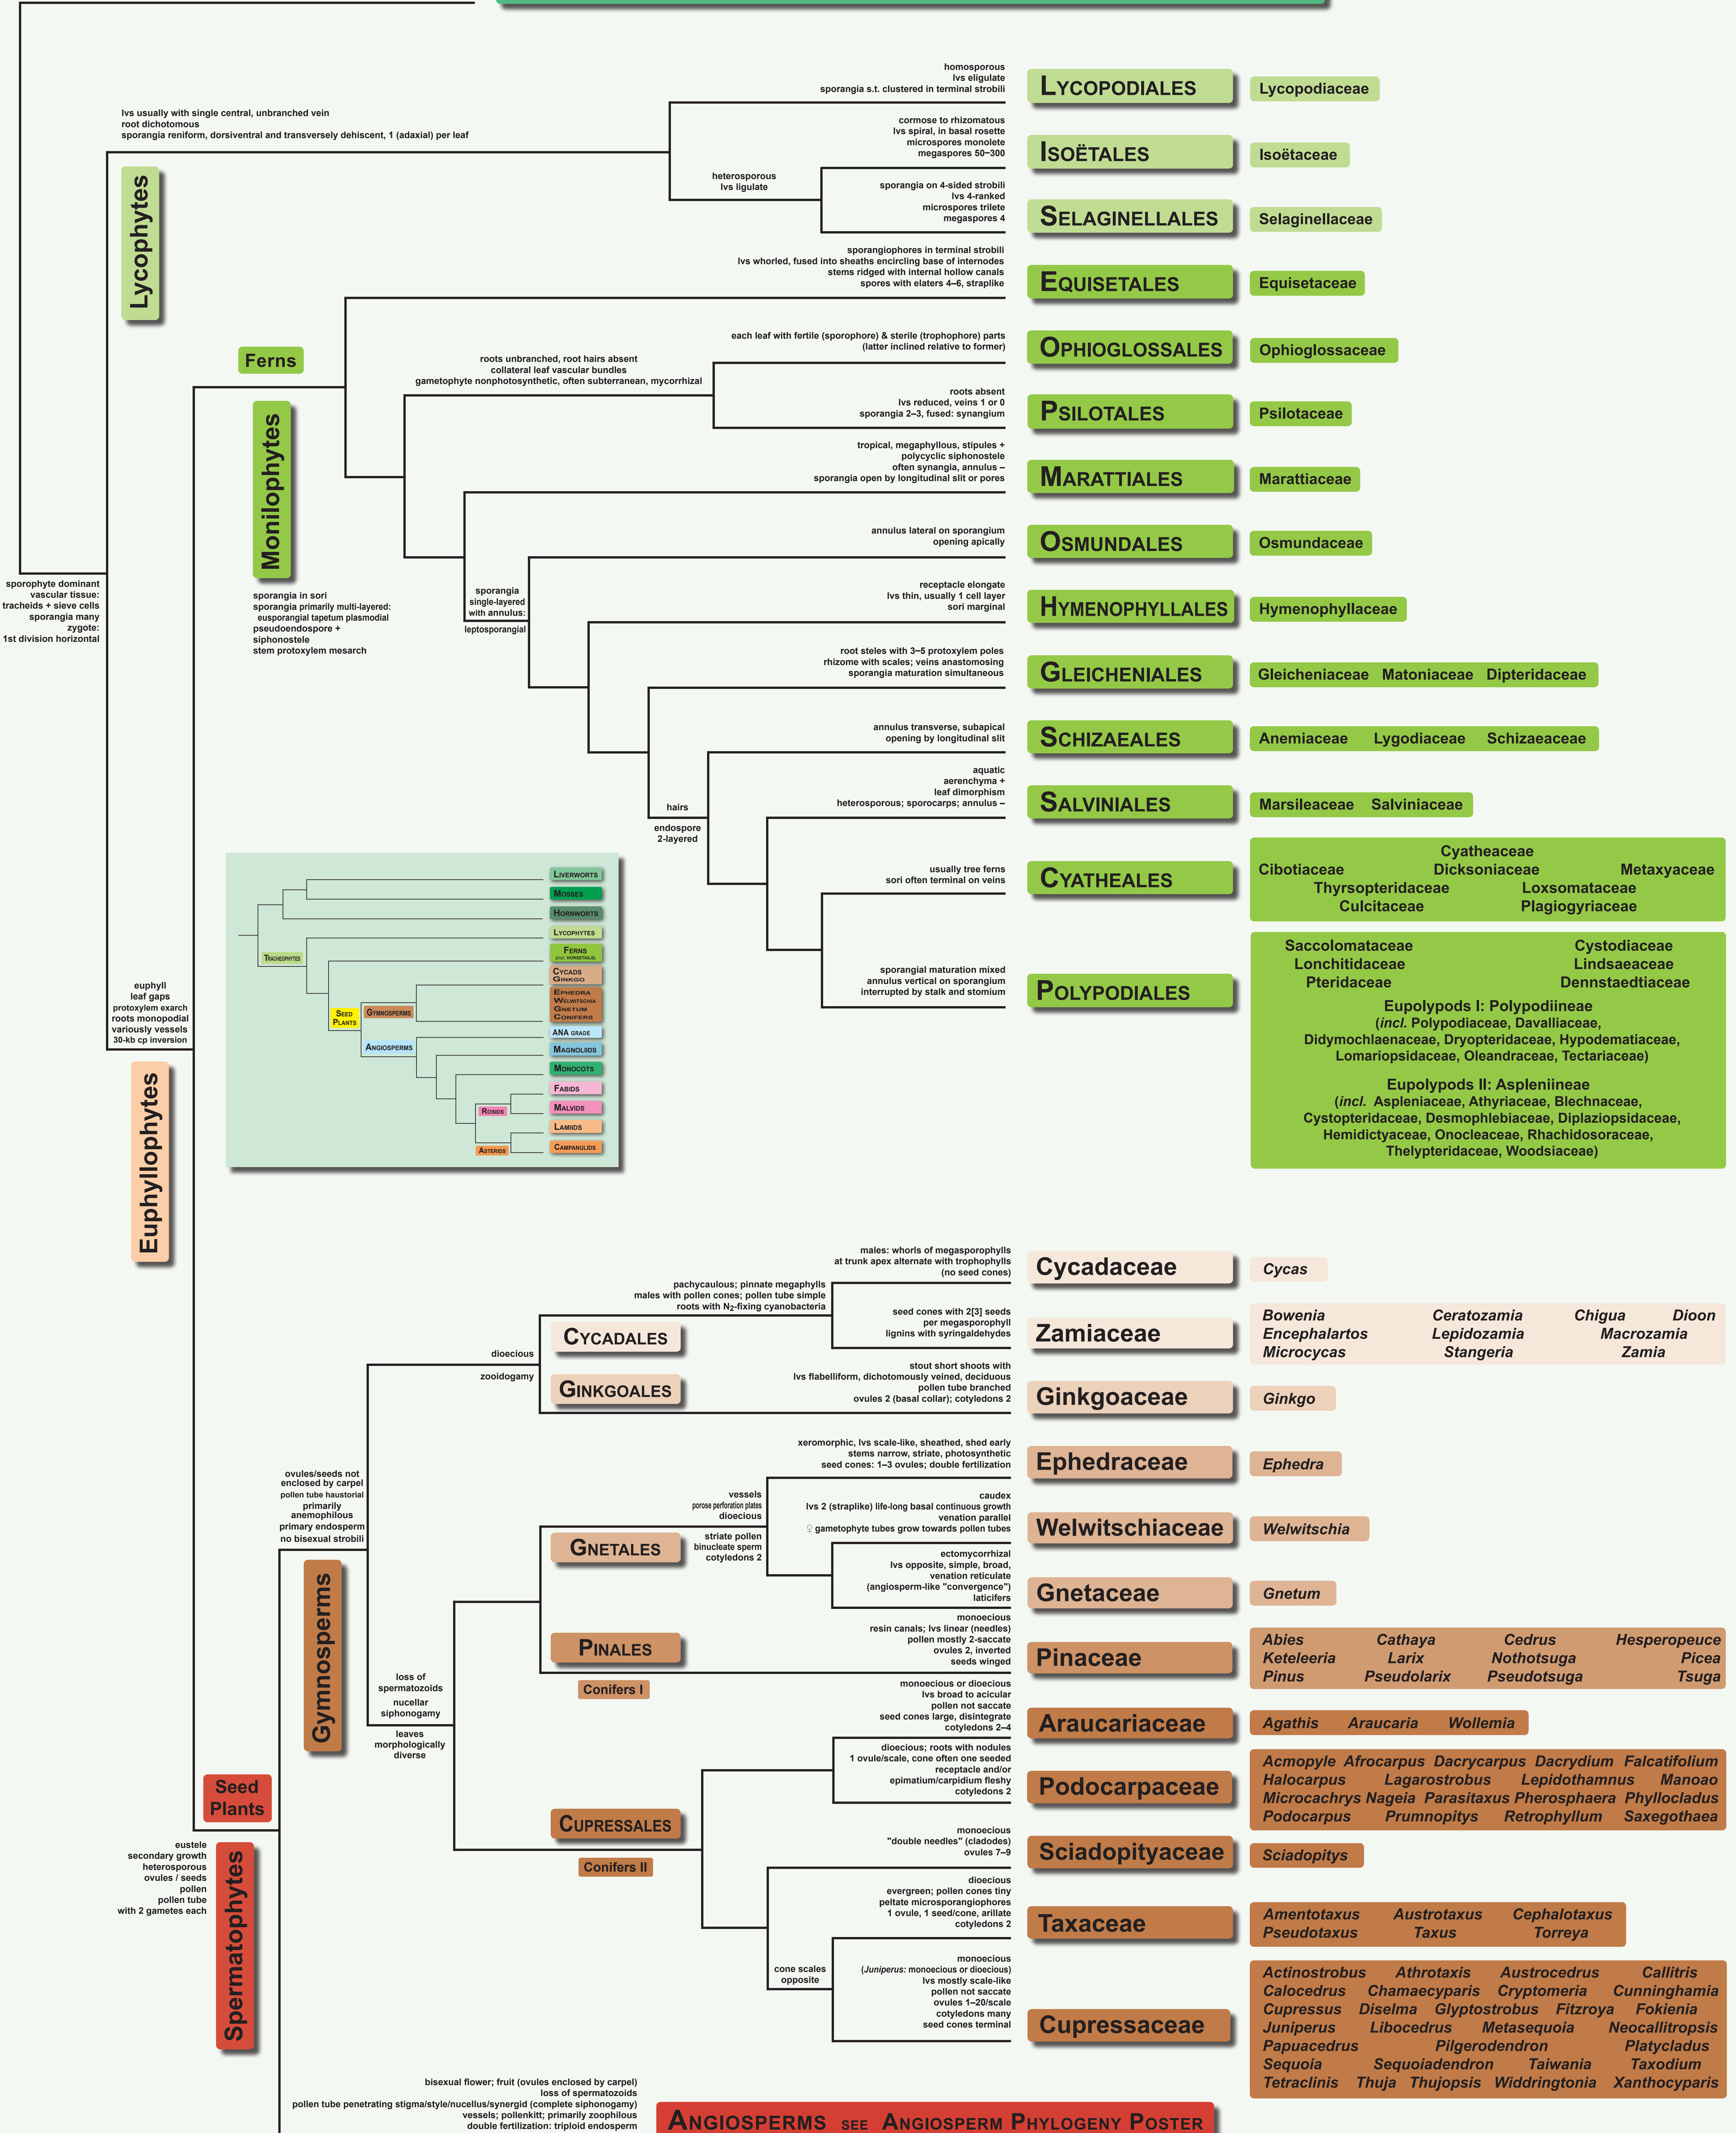 homosporous
lvs eligulate
sporangia s.t. clustered in terminal strobili
LYCOPODIALES
Lycopodiaceae
lvs usually with single central, unbranched vein
root dichotomous
sporangia reniform, dorsiventral and transversely dehiscent, 1 (adaxial) per leaf
Lycophytes
heterosporous
lvs ligulate
cormose to rhizomatous
lvs spiral, in basal rosette
microspores monolete
megaspores 50–300
ISOËTALES
Isoëtaceae
sporangia on 4-sided strobili
lvs 4-ranked
microspores trilete
megaspores 4
SELAGINELLALES
Selaginellaceae
sporangiophores in terminal strobili
lvs whorled, fused into sheaths encircling base of internodes
stems ridged with internal hollow canals
spores with elaters 4–6, straplike
EQUISETALES
Equisetaceae
Ferns
Monilophytes
sporangia in sori
sporangia primarily multi-layered:
eusporangial tapetum plasmodial
pseudoendospore +
siphonostele
stem protoxylem mesarch
roots unbranched, root hairs absent
collateral leaf vascular bundles
gametophyte nonphotosynthetic, often subterranean, mycorrhizal
each leaf with fertile (sporophore) & sterile (trophophore) parts
(latter inclined relative to former)
OPHIOGLOSSALES
Ophioglossaceae
roots absent
lvs reduced, veins 1 or 0
sporangia 2–3, fused: synangium
PSILOTALES
Psilotaceae
tropical, megaphyllous, stipules +
polycyclic siphonostele
often synangia, annulus –
sporangia open by longitudinal slit or pores
MARATTIALES
Marattiaceae
sporangia
single-layered
with annulus:
leptosporangial
annulus lateral on sporangium
opening apically
OSMUNDALES
Osmundaceae
receptacle elongate
lvs thin, usually 1 cell layer
sori marginal
HYMENOPHYLLALES
Hymenophyllaceae
root steles with 3–5 protoxylem poles
rhizome with scales; veins anastomosing
sporangia maturation simultaneous
GLEICHENIALES
Gleicheniaceae Matoniaceae Dipteridaceae
annulus transverse, subapical
opening by longitudinal slit
SCHIZAEALES
Anemiaceae Lygodiaceae Schizaeaceae
hairs
endospore
2-layered
aquatic
aerenchyma +
leaf dimorphism
heterosporous; sporocarps; annulus –
SALVINIALES
Marsileaceae Salviniaceae
usually tree ferns
sori often terminal on veins
CYATHEALES
Cyatheaceae
Cibotiaceae Dicksoniaceae Metaxyaceae
Thyrsopteridaceae Loxsomataceae
Culcitaceae Plagiogyriaceae
sporangial maturation mixed
annulus vertical on sporangium
interrupted by stalk and stomium
POLYPODIALES
Saccolomataceae Cystodiaceae
Lonchitidaceae Lindsaeaceae
Pteridaceae Dennstaedtiaceae
Eupolypods I: Polypodiineae
(incl. Polypodiaceae, Davalliaceae,
Didymochlaenaceae, Dryopteridaceae, Hypodematiaceae,
Lomariopsidaceae, Oleandraceae, Tectariaceae)
Eupolypods II: Aspleniineae
(incl. Aspleniaceae, Athyriaceae, Blechnaceae,
Cystopteridaceae, Desmophlebiaceae, Diplaziopsidaceae,
Hemidictyaceae, Onocleaceae, Rhachidosoraceae,
Thelypteridaceae, Woodsiaceae)
sporophyte dominant
vascular tissue:
tracheids + sieve cells
sporangia many
zygote:
1st division horizontal
LIVERWORTS
MOSSES
HORNWORTS
LYCOPHYTES
TRACHEOPHYTES
FERNS
(INCL HORSETAILS)
CYCADS
GINKGO
EPHEDRA
WELWITSCHIA
GNETUM
CONIFERS
SEED
PLANTS
GYMNOSPERMS
ANA GRADE
ANGIOSPERMS
MAGNOLIIDS
MONOCOTS
FABIDS
ROSIDS
MALVIDS
LAMIIDS
ASTERIDS
CAMPANULIDS
euphyll
leaf gaps
protoxylem exarch
roots monopodial
variously vessels
30-kb cp inversion
Euphyllophytes
males: whorls of megasporophylls
at trunk apex alternate with trophophylls
(no seed cones)
Cycadaceae
Cycas
pachycaulous; pinnate megaphylls
males with pollen cones; pollen tube simple
roots with N2-fixing cyanobacteria
CYCADALES
seed cones with 2[3] seeds
per megasporophyll
lignins with syringaldehydes
Zamiaceae
Bowenia Ceratozamia Chigua Dioon
Encephalartos Lepidozamia Macrozamia
Microcycas Stangeria Zamia
dioecious
zooidogamy
GINKGOALES
stout short shoots with
lvs flabelliform, dichotomously veined, deciduous
pollen tube branched
ovules 2 (basal collar); cotyledons 2
Ginkgoaceae
Ginkgo
xeromorphic, lvs scale-like, sheathed, shed early
stems narrow, striate, photosynthetic
seed cones: 1–3 ovules; double fertilization
Ephedraceae
Ephedra
ovules/seeds not
enclosed by carpel
pollen tube haustorial
primarily
anemophilous
primary endosperm
no bisexual strobili
Gymnosperms
vessels
porose perforation plates
dioecious
striate pollen
binucleate sperm
cotyledons 2
GNETALES
caudex
lvs 2 (straplike) life-long basal continuous growth
venation parallel
♀ gametophyte tubes grow towards pollen tubes
Welwitschiaceae
Welwitschia
ectomycorrhizal
lvs opposite, simple, broad,
venation reticulate
(angiosperm-like "convergence")
laticifers
Gnetaceae
Gnetum
PINALES
Conifers I
monoecious
resin canals; lvs linear (needles)
pollen mostly 2-saccate
ovules 2, inverted
seeds winged
Pinaceae
Abies Cathaya Cedrus Hesperopeuce
Keteleeria Larix Nothotsuga Picea
Pinus Pseudolarix Pseudotsuga Tsuga
loss of
spermatozoids
nucellar
siphonogamy
leaves
morphologically
diverse
monoecious or dioecious
lvs broad to acicular
pollen not saccate
seed cones large, disintegrate
cotyledons 2–4
Araucariaceae
Agathis Araucaria Wollemia
dioecious; roots with nodules
1 ovule/scale, cone often one seeded
receptacle and/or
epimatium/carpidium fleshy
cotyledons 2
Podocarpaceae
Acmopyle Afrocarpus Dacrycarpus Dacrydium Falcatifolium
Halocarpus Lagarostrobus Lepidothamnus Manoao
Microcachrys Nageia Parasitaxus Pherosphaera Phyllocladus
Podocarpus Prumnopitys Retrophyllum Saxegothaea
Seed
Plants
CUPRESSALES
Conifers II
monoecious
"double needles" (cladodes)
ovules 7–9
Sciadopityaceae
Sciadopitys
eustele
secondary growth
heterosporous
ovules / seeds
pollen
pollen tube
with 2 gametes each
Spermatophytes
dioecious
evergreen; pollen cones tiny
peltate microsporangiophores
1 ovule, 1 seed/cone, arillate
cotyledons 2
Taxaceae
Amentotaxus Austrotaxus Cephalotaxus
Pseudotaxus Taxus Torreya
cone scales
opposite
monoecious
(Juniperus: monoecious or dioecious)
lvs mostly scale-like
pollen not saccate
ovules 1–20/scale
cotyledons many
seed cones terminal
Cupressaceae
Actinostrobus Athrotaxis Austrocedrus Callitris
Calocedrus Chamaecyparis Cryptomeria Cunninghamia
Cupressus Diselma Glyptostrobus Fitzroya Fokienia
Juniperus Libocedrus Metasequoia Neocallitropsis
Papuacedrus Pilgerodendron Platycladus
Sequoia Sequoiadendron Taiwania Taxodium
Tetraclinis Thuja Thujopsis Widdringtonia Xanthocyparis
bisexual flower; fruit (ovules enclosed by carpel)
loss of spermatozoids
pollen tube penetrating stigma/style/nucellus/synergid (complete siphonogamy)
vessels; pollenkitt; primarily zoophilous
double fertilization: triploid endosperm
ANGIOSPERMS SEE ANGIOSPERM PHYLOGENY POSTER